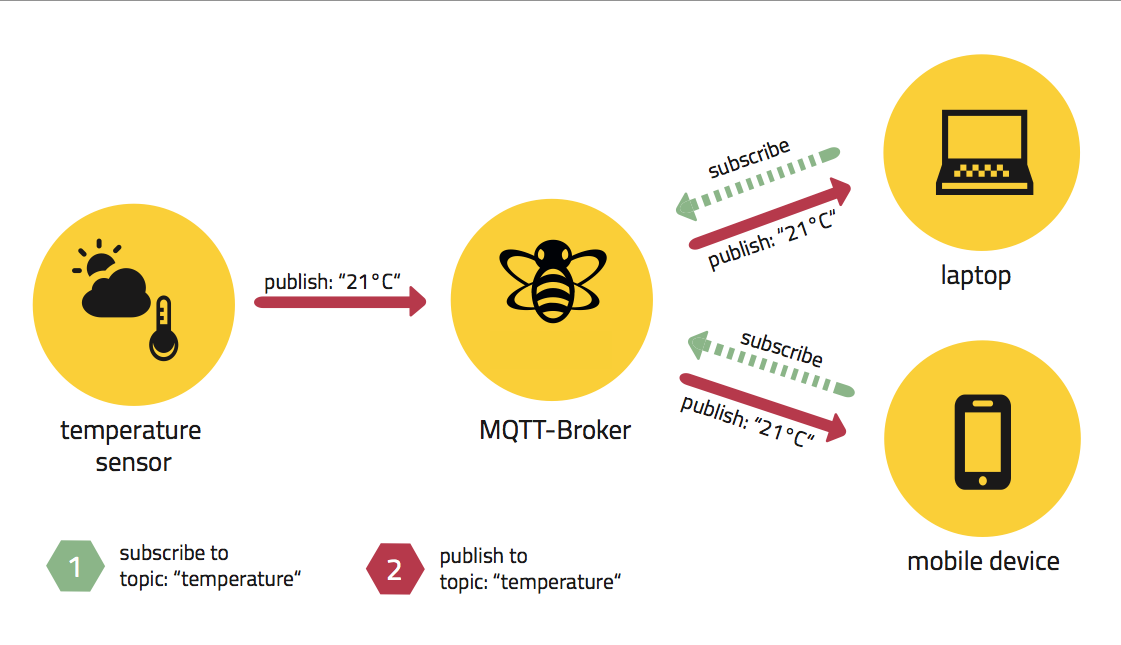 subscribe
publish: “21°C“
laptop
publish: “21°C“
temperature
sensor
MQTT-Broker
subscribe
publish: “21°C“
mobile device
1
subscribe to
topic: “temperature“
2
publish to
topic: “temperature“